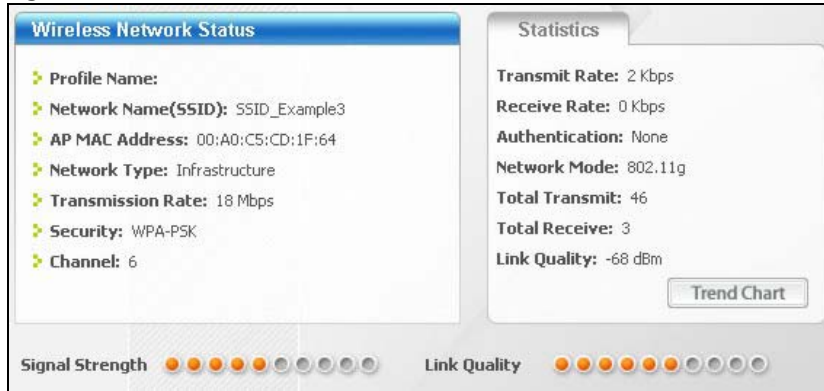 Wireless Network Status
Profile Name:
Network Name(SSID): SSID_Example3
AP MAC Address: 00:A0:C5:CD:1F:64
Network Type: Infrastructure
Transmission Rate: 18 Mbps
Security: WPA-PSK
Channel: 6
Statistics
Transmit Rate: 2 Kbps
Receive Rate: 0 Kbps
Authentication: None
Network Mode: 802.11g
Total Transmit: 46
Total Receive: 3
Link Quality: -68 dBm
Trend Chart
Signal Strength
Link Quality